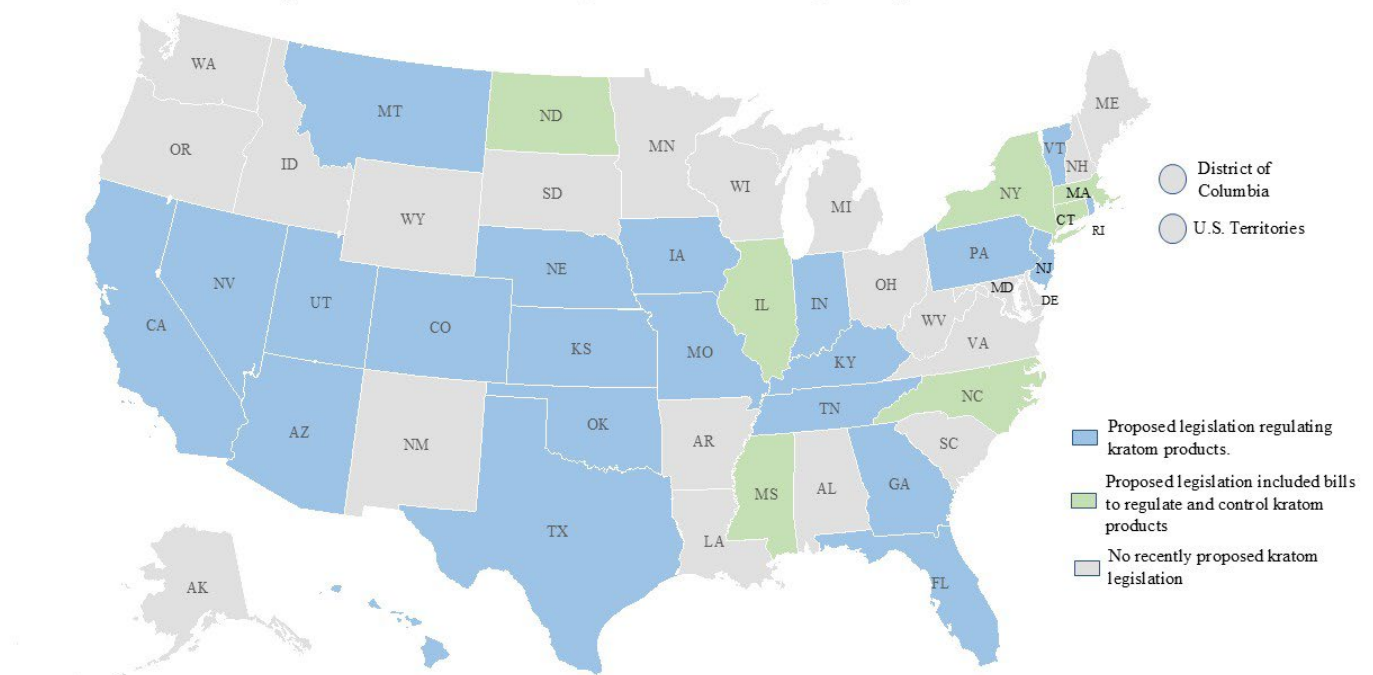 WA
MT
ND
MN
ME
OR
ID
SD
WI
MI
VT
NH
NY
MA
CT
RI
WY
District of
Columbia
U.S. Territories
NV
UT
CO
NE
IA
IL
IN
OH
PA
NJ
MD
DE
WV
VA
CA
KS
MO
KY
AZ
NM
OK
AR
TN
NC
SC
MS
AL
GA
TX
LA
FL
AK
Proposed legislation regulating
kratom products.
Proposed legislation included bills
to regulate and control kratom
products
No recently proposed kratom
legislation